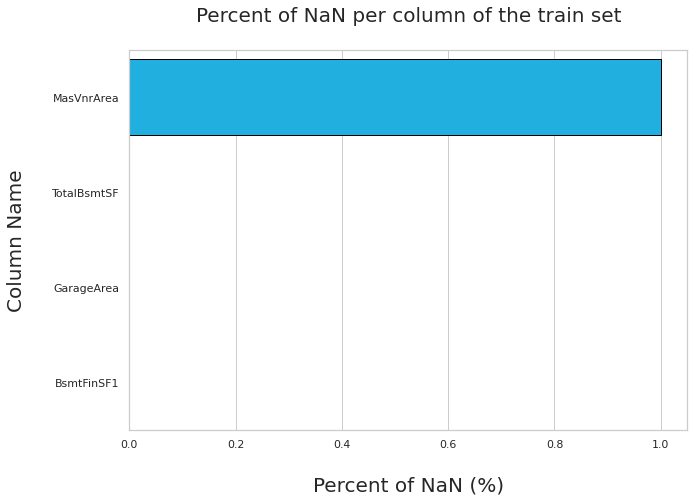 Percent of NaN per column of the train set
Column Name
MasVnrArea
TotalBsmtSF
GarageArea
BsmtFinSF1
0.0 0.2 0.4 0.6 0.8 1.0
Percent of NaN (%)